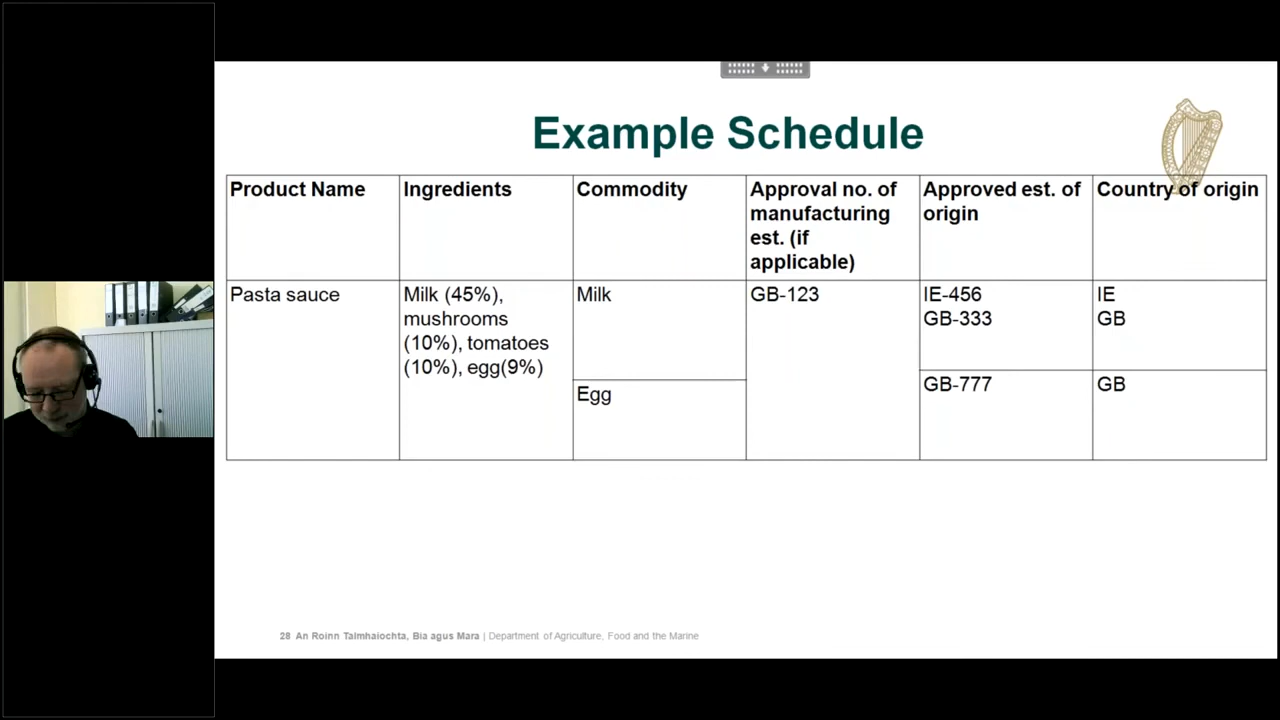 Example Schedule
Product Name
Ingredients
Commodity
Approval no. of
manufacturing
est. (if
applicable)
Approved est. of
origin
Country of origin
Pasta sauce
Milk (45%),
mushrooms
(10%), tomatoes
(10%), egg(9%)
Milk
GB-123
IE-456
GB-333
IE
GB
Egg
GB-777
GB
28 An Roinn Talmhaíochta, Bia agus Mara | Department of Agriculture, Food and the Marine